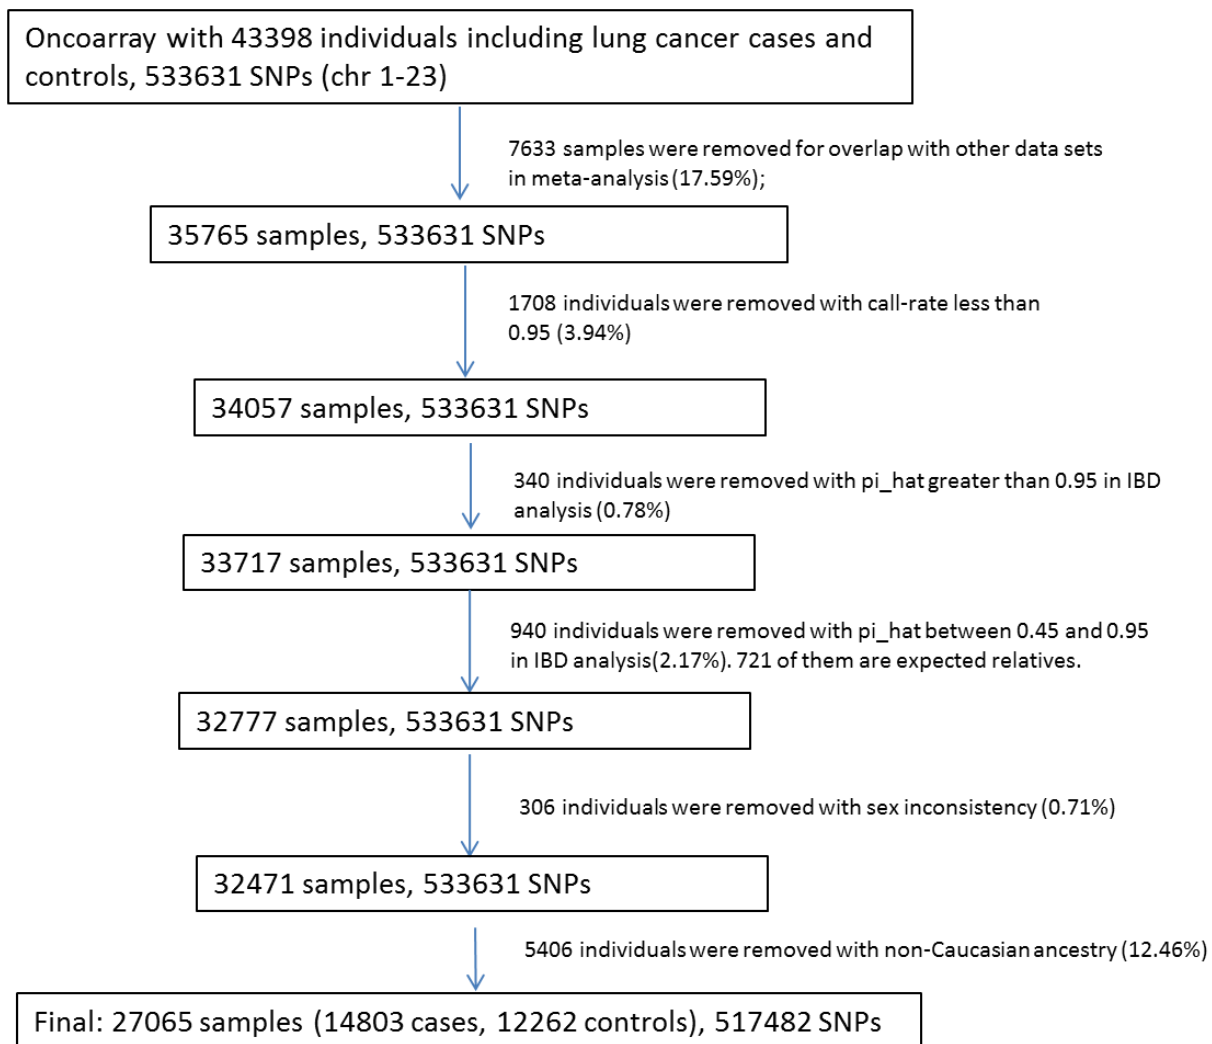 Oncoarray with 43398 individuals including lung cancer cases and
controls, 533631 SNPs (chr 1-23)
7633 samples were removed for overlap with other data sets
in meta-analysis (17.59%);
35765 samples, 533631 SNPs
1708 individuals were removed with call-rate less than
0.95 (3.94%)
34057 samples, 533631 SNPs
340 individuals were removed with pi_hat greater than 0.95 in IBD
analysis (0.78%)
33717 samples, 533631 SNPs
940 individuals were removed with pi_hat between 0.45 and 0.95
in IBD analysis(2.17%). 721 of them are expected relatives.
32777 samples, 533631 SNPs
306 individuals were removed with sex inconsistency (0.71%)
32471 samples, 533631 SNPs
5406 individuals were removed with non-Caucasian ancestry (12.46%)
Final: 27065 samples (14803 cases, 12262 controls), 517482 SNPs